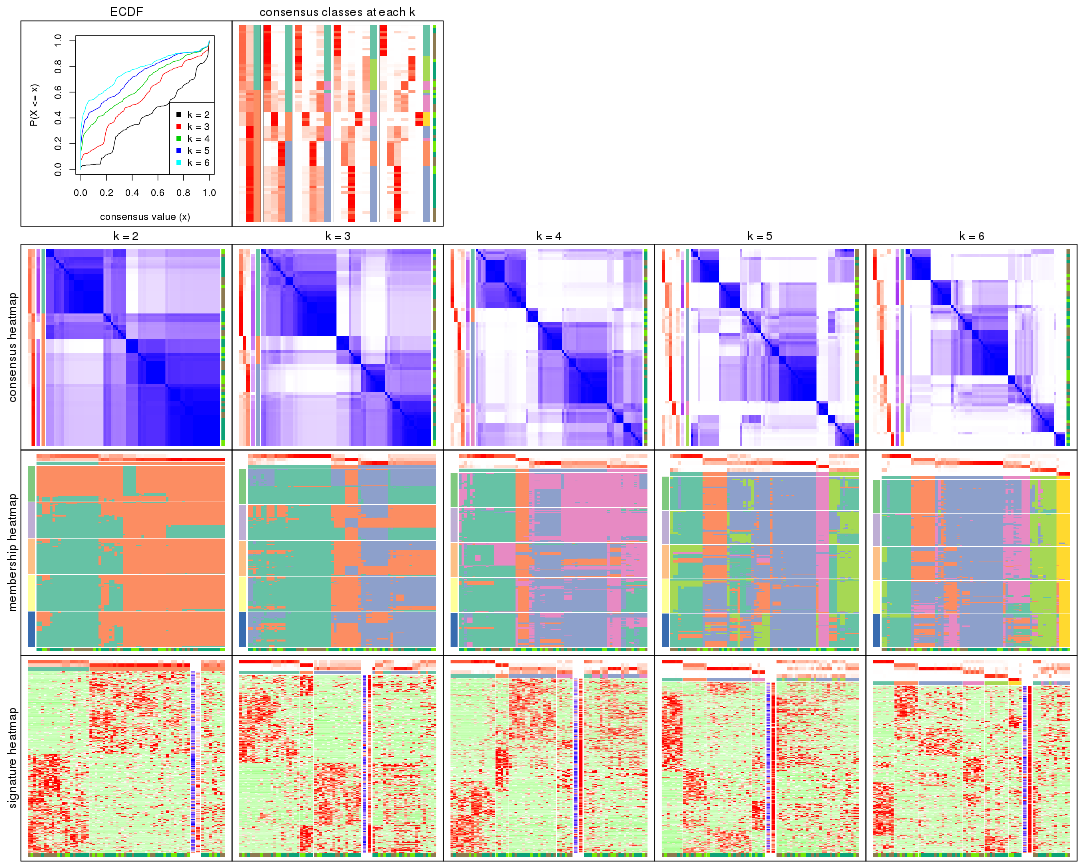 ECDF
consensus classes at each k
P(X <= x)
0.0 0.2 0.4 0.6 0.8 1.0
k = 2
k = 3
k = 4
k = 5
k = 6
0.0 0.2 0.4 0.6 0.8 1.0
consensus value (x)
k = 2
k = 3
k = 4
k = 5
k = 6
consensus heatmap
membership heatmap
signature heatmap